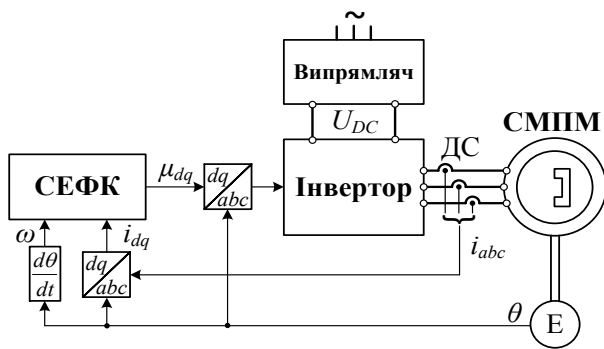 ~
Випрямляч
U_DC
СМПМ
ДС
СЕФК
μ_dq
dq
abc
Інвертор
ω
i_dq
i_abc
dθ
dt
dq
abc
θ
E